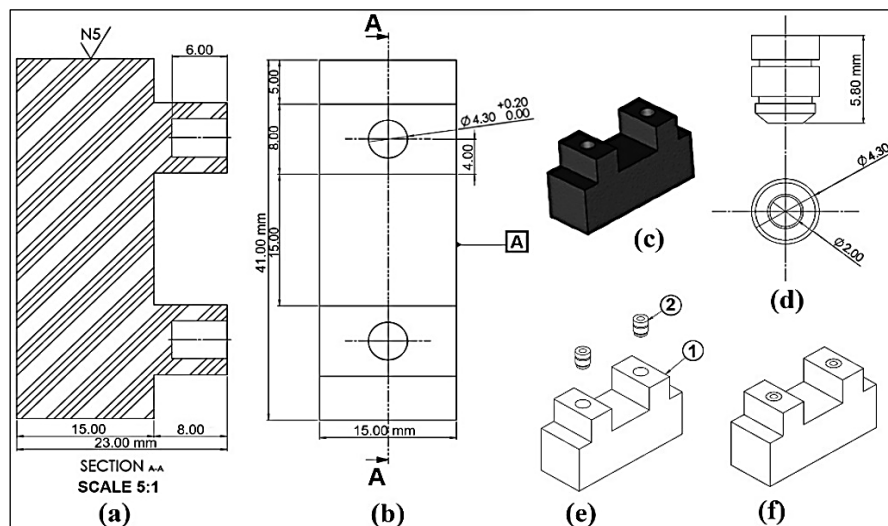 N5
6.00
15.00
8.00
23.00 mm
SECTION A-A
SCALE 5:1
(a)
A
5.00
8.00
15.00
41.00 mm
Ø4.30 +0.20
0.00
4.00
A
15.00 mm
A
(b)
(c)
5.80 mm
Ø4.30
Ø2.00
(d)
2
1
(e)
(f)